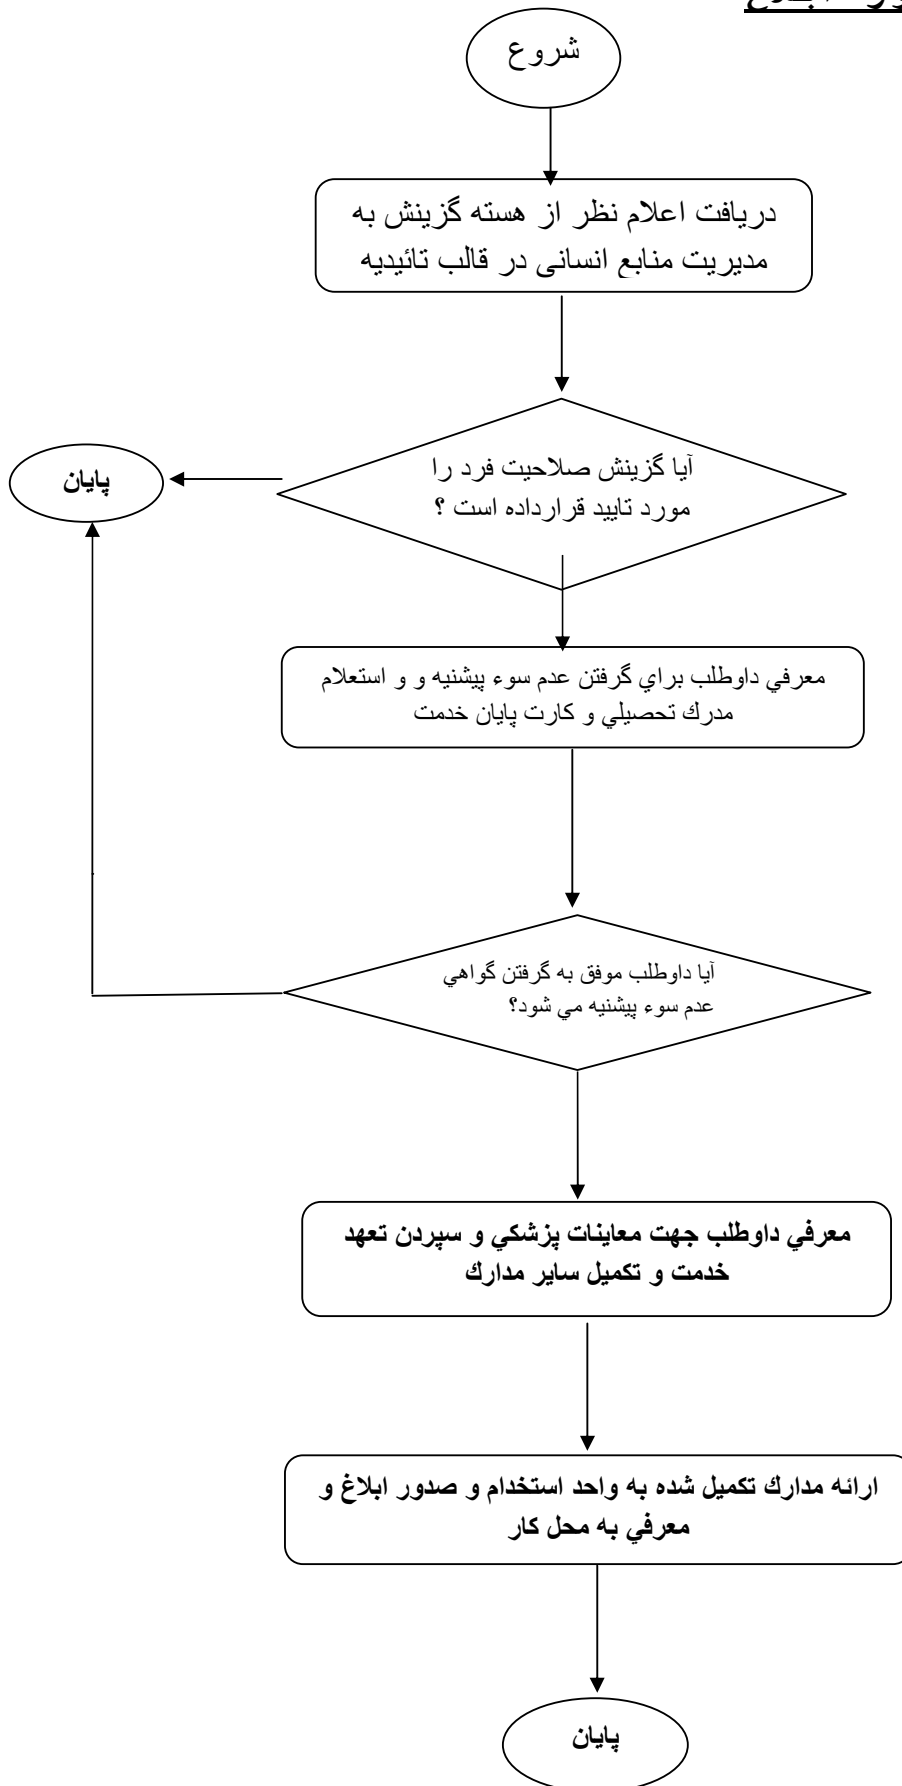 شروع
دريافت اعلام نظر از هسته گزينش به
مديريت منابع انسانی در قالب تائيديه
آيا گزينش صلاحيت فرد را
مورد تاييد قرارداده است ؟
پايان
معرفي داوطلب براي گرفتن عدم سوء پيشنيه و و استعلام
مدرك تحصيلي و كارت پايان خدمت
آيا داوطلب موفق به گرفتن گواهي
عدم سوء پيشنيه مي شود؟
معرفي داوطلب جهت معاينات پزشكي و سپردن تعهد
خدمت و تكميل ساير مدارك
ارائه مدارك تكميل شده به واحد استخدام و صدور ابلاغ و
معرفي به محل كار
پايان